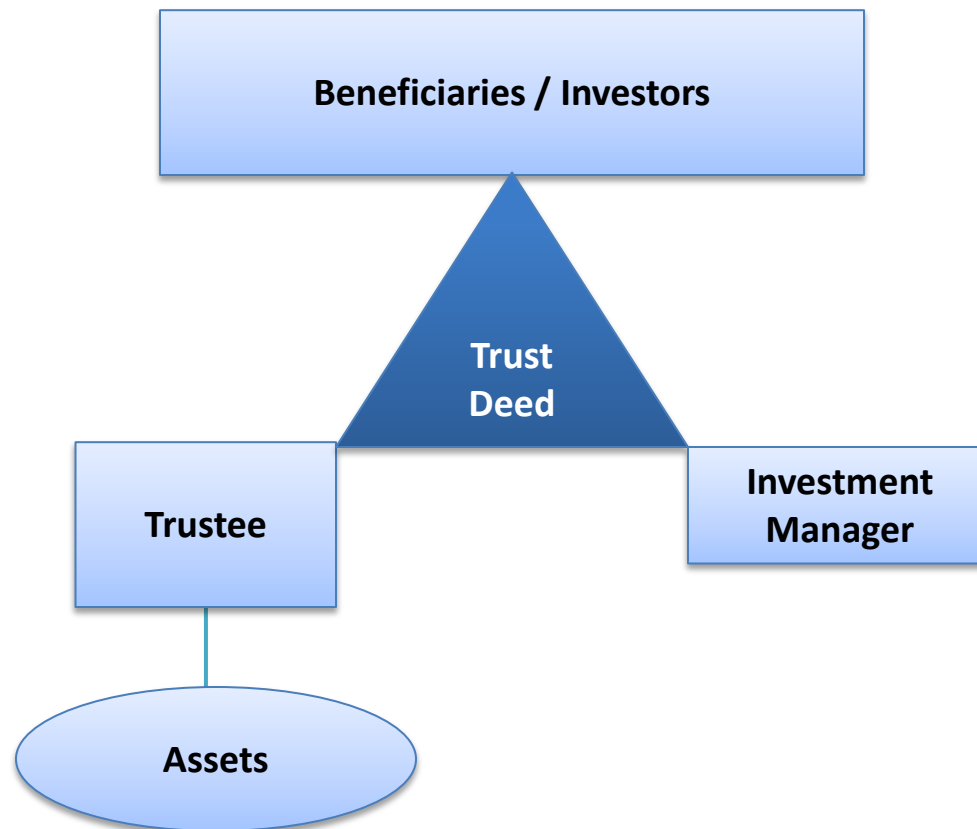 Beneficiaries / Investors
Trust
Deed
Trustee
Investment
Manager
Assets